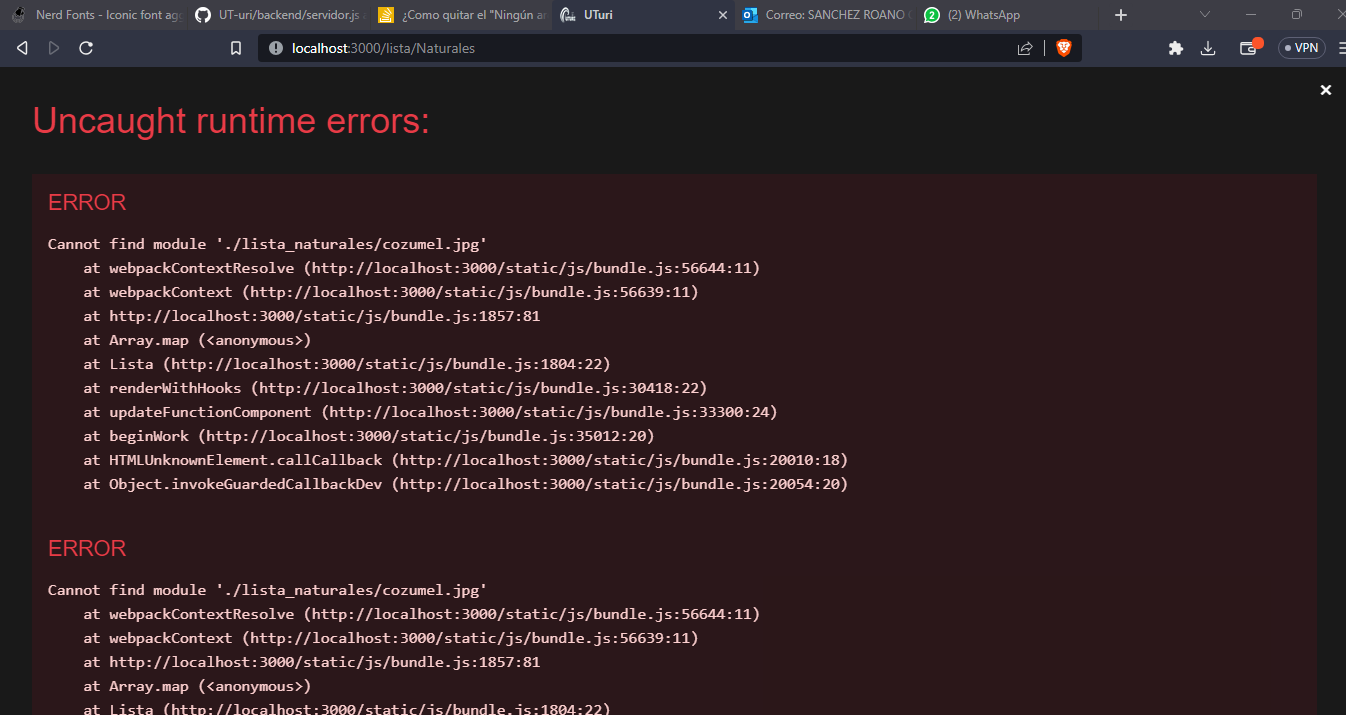 Nerd Fonts - Iconic font ag
UT-uri/backend/servidor.js
¿Como quitar el "Ningún ar
UTuri
Correo: SANCHEZ ROANO
(2) WhatsApp
localhost:3000/lista/Naturales
VPN
Uncaught runtime errors:
ERROR
Cannot find module './lista_naturales/cozumel.jpg'
at webpackContextResolve (http://localhost:3000/static/js/bundle.js:56644:11)
at webpackContext (http://localhost:3000/static/js/bundle.js:56639:11)
at http://localhost:3000/static/js/bundle.js:1857:81
at Array.map (<anonymous>)
at Lista (http://localhost:3000/static/js/bundle.js:1804:22)
at renderWithHooks (http://localhost:3000/static/js/bundle.js:30418:22)
at updateFunctionComponent (http://localhost:3000/static/js/bundle.js:33300:24)
at beginWork (http://localhost:3000/static/js/bundle.js:35012:20)
at HTMLUnknownElement.callCallback (http://localhost:3000/static/js/bundle.js:20010:18)
at Object.invokeGuardedCallbackDev (http://localhost:3000/static/js/bundle.js:20054:20)
ERROR
Cannot find module './lista_naturales/cozumel.jpg'
at webpackContextResolve (http://localhost:3000/static/js/bundle.js:56644:11)
at webpackContext (http://localhost:3000/static/js/bundle.js:56639:11)
at http://localhost:3000/static/js/bundle.js:1857:81
at Array.map (<anonymous>)
at Lista (http://localhost:3000/static/js/bundle.js:1804:22)